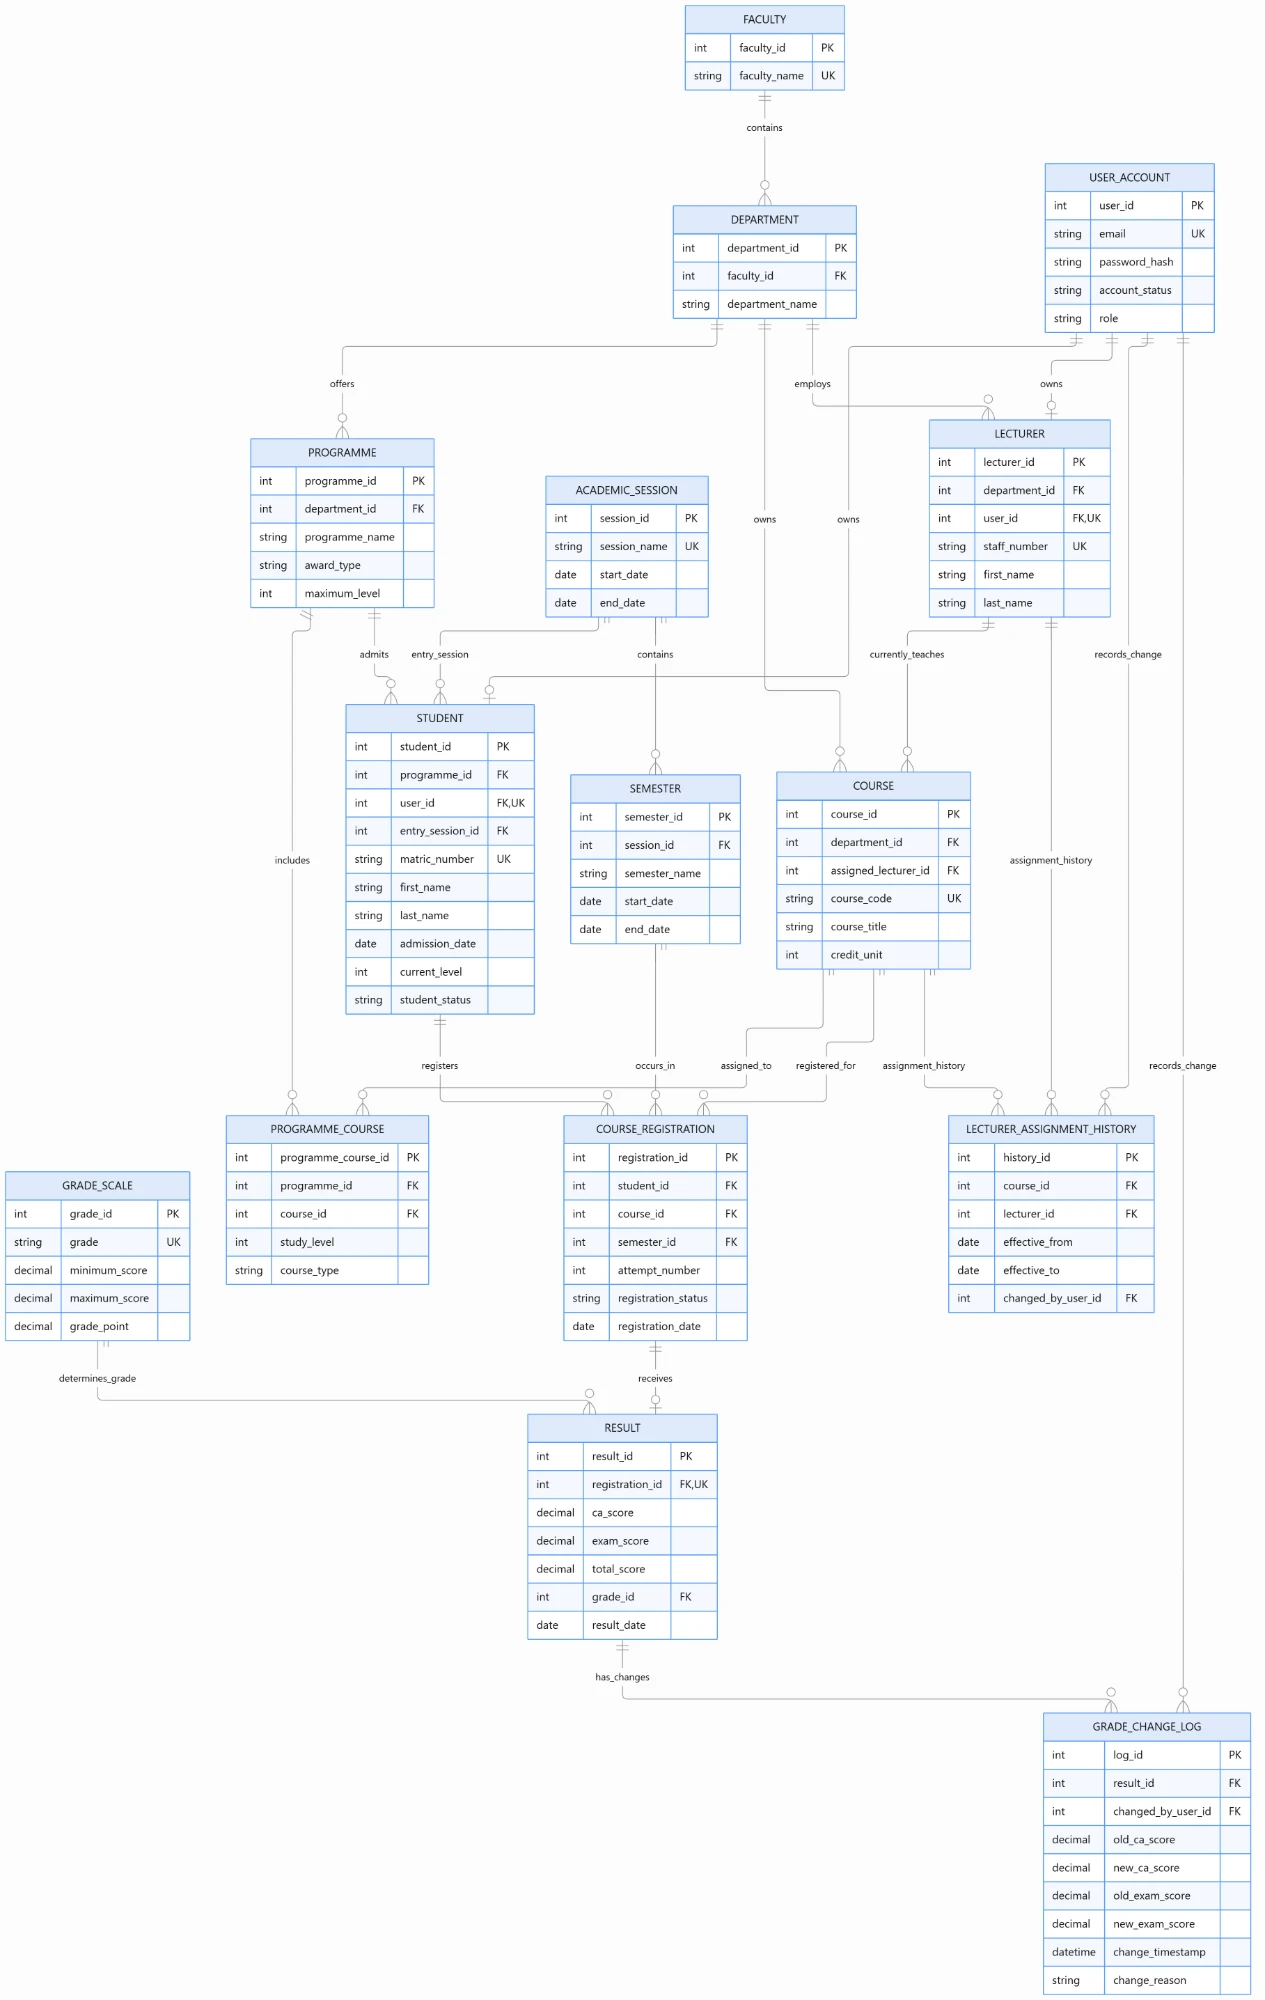 FACULTY
int faculty_id PK
string faculty_name UK
contains
USER_ACCOUNT
int user_id PK
string email UK
string password_hash
string account_status
string role
DEPARTMENT
int department_id PK
int faculty_id FK
string department_name
offers
employs
owns
PROGRAMME
int programme_id PK
int department_id FK
string programme_name
string award_type
int maximum_level
ACADEMIC_SESSION
int session_id PK
string session_name UK
date start_date
date end_date
owns
owns
LECTURER
int lecturer_id PK
int department_id FK
int user_id FK,UK
string staff_number UK
string first_name
string last_name
admits
entry_session
contains
currently_teaches
records_change
STUDENT
int student_id PK
int programme_id FK
int user_id FK,UK
int entry_session_id FK
string matric_number UK
string first_name
string last_name
date admission_date
int current_level
string student_status
SEMESTER
int semester_id PK
int session_id FK
string semester_name
date start_date
date end_date
COURSE
int course_id PK
int department_id FK
int assigned_lecturer_id FK
string course_code UK
string course_title
int credit_unit
includes
assignment_history
registers
occurs_in
assigned_to
registered_for
assignment_history
records_change
PROGRAMME_COURSE
int programme_course_id PK
int programme_id FK
int course_id FK
int study_level
string course_type
COURSE_REGISTRATION
int registration_id PK
int student_id FK
int course_id FK
int semester_id FK
int attempt_number
string registration_status
date registration_date
LECTURER_ASSIGNMENT_HISTORY
int history_id PK
int course_id FK
int lecturer_id FK
date effective_from
date effective_to
int changed_by_user_id FK
GRADE_SCALE
int grade_id PK
string grade UK
decimal minimum_score
decimal maximum_score
decimal grade_point
determines_grade
receives
RESULT
int result_id PK
int registration_id FK,UK
decimal ca_score
decimal exam_score
decimal total_score
int grade_id FK
date result_date
has_changes
GRADE_CHANGE_LOG
int log_id PK
int result_id FK
int changed_by_user_id FK
decimal old_ca_score
decimal new_ca_score
decimal old_exam_score
decimal new_exam_score
datetime change_timestamp
string change_reason